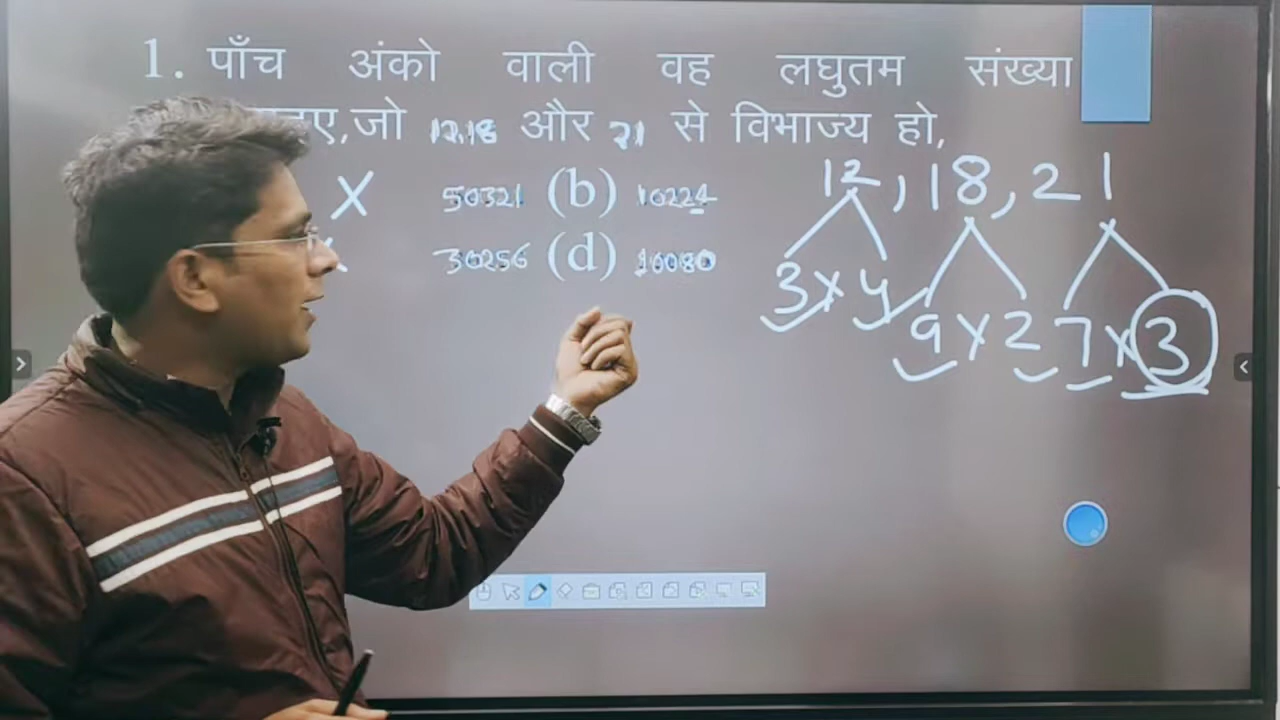 1. पाँच अंको वाली वह लघुतम संख्या
जो 12,18 और 21 से विभाज्य हो,
X 50321 (b) 10224
30256 (d) 10080
12, 18, 21
3 x 4 9 x 2 7 x 3